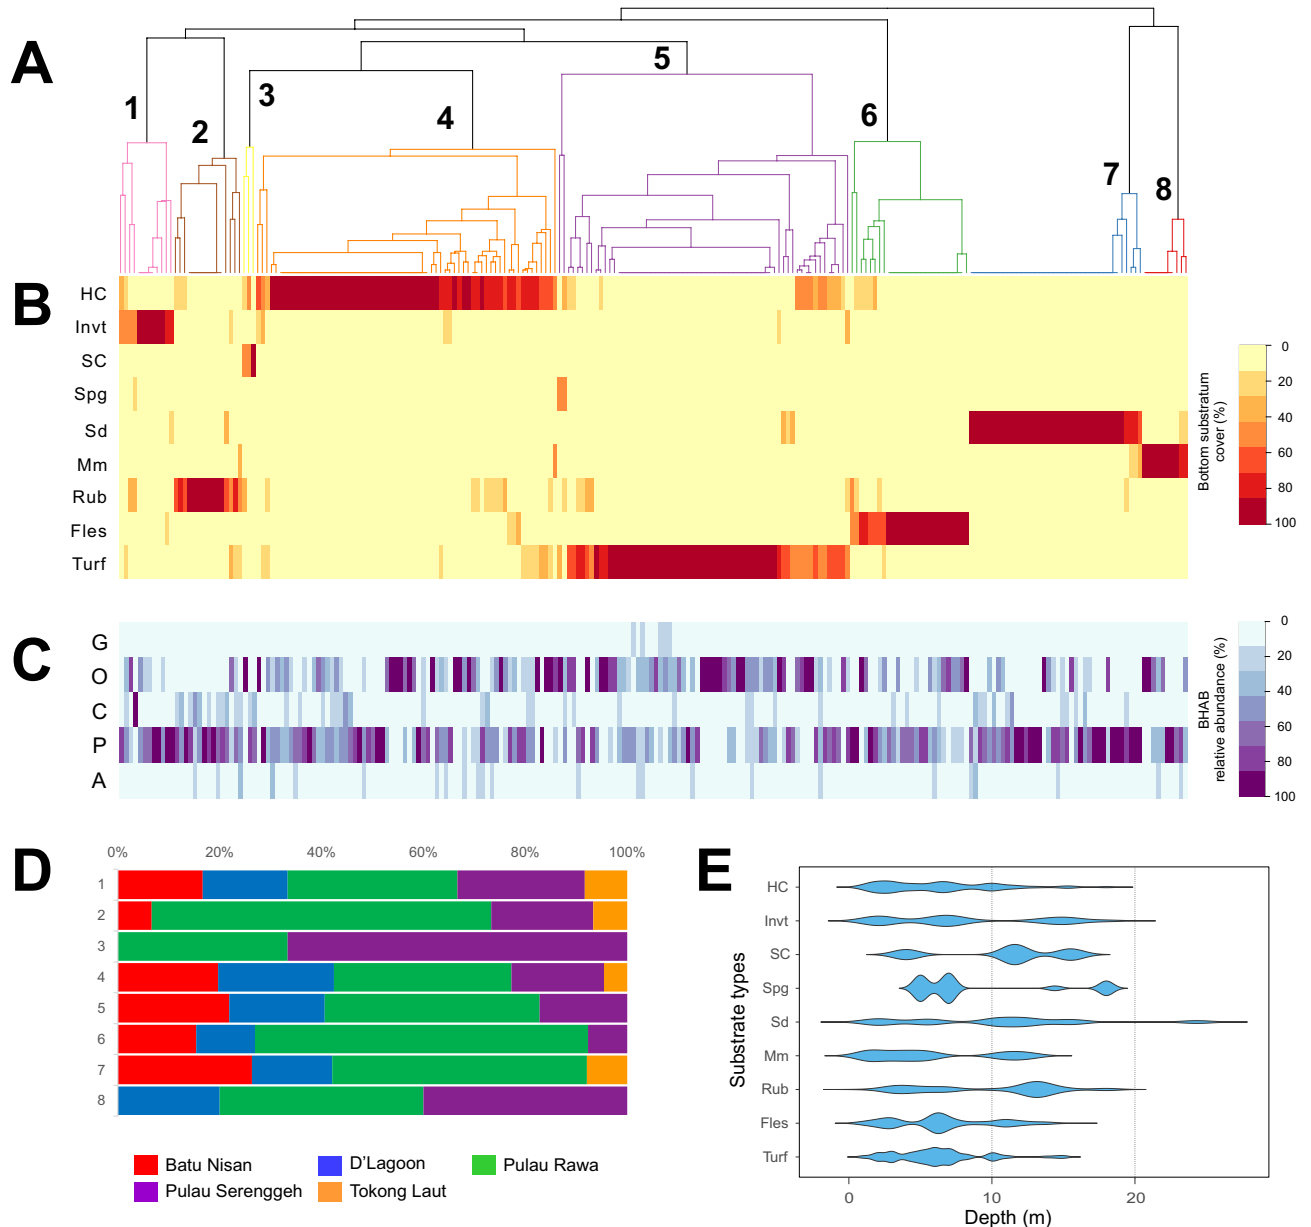 A
1
2
3
4
5
6
7
8
B
HC
Invt
SC
Spg
Sd
Mm
Rub
Fles
Turf
Bottom substratum
cover (%)
0
20
40
60
80
100
C
G
O
C
P
A
BHAB
relative abundance (%)
0
20
40
60
80
100
D
0% 20% 40% 60% 80% 100%
1
2
3
4
5
6
7
8
Batu Nisan D'Lagoon Pulau Rawa
Pulau Serenggeh Tokong Laut
E
Substrate types
HC
Invt
SC
Spg
Sd
Mm
Rub
Fles
Turf
0 10 20
Depth (m)